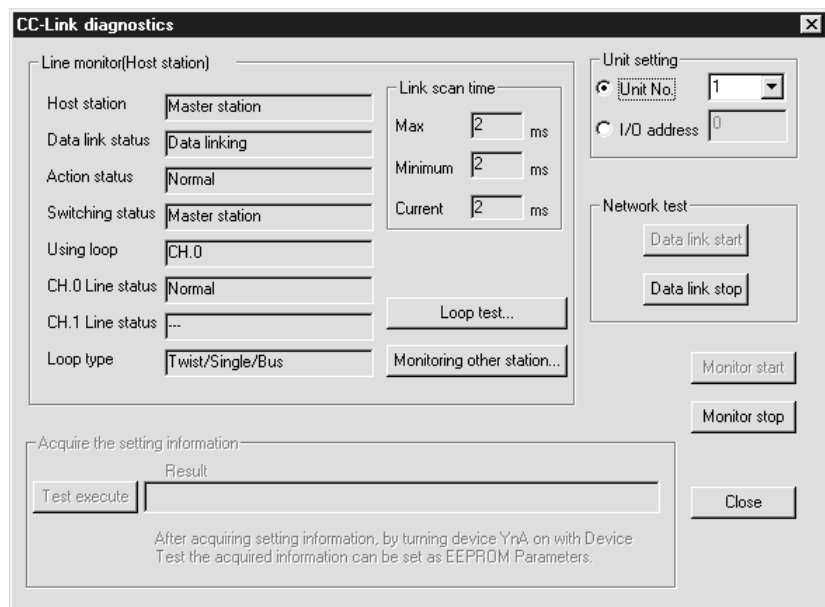 CC-Link diagnostics
Line monitor(Host station)
Host station Master station
Data link status Data linking
Action status Normal
Switching status Master station
Using loop CH.0
CH.0 Line status Normal
CH.1 Line status ---
Loop type Twist/Single/Bus
Link scan time
Max 2 ms
Minimum 2 ms
Current 2 ms
Loop test...
Monitoring other station...
Unit setting
Unit No. 1
I/O address 0
Network test
Data link start
Data link stop
Monitor start
Monitor stop
Close
Acquire the setting information
Result
Test execute
After acquiring setting information, by turning device YnA on with Device
Test the acquired information can be set as EEPROM Parameters.